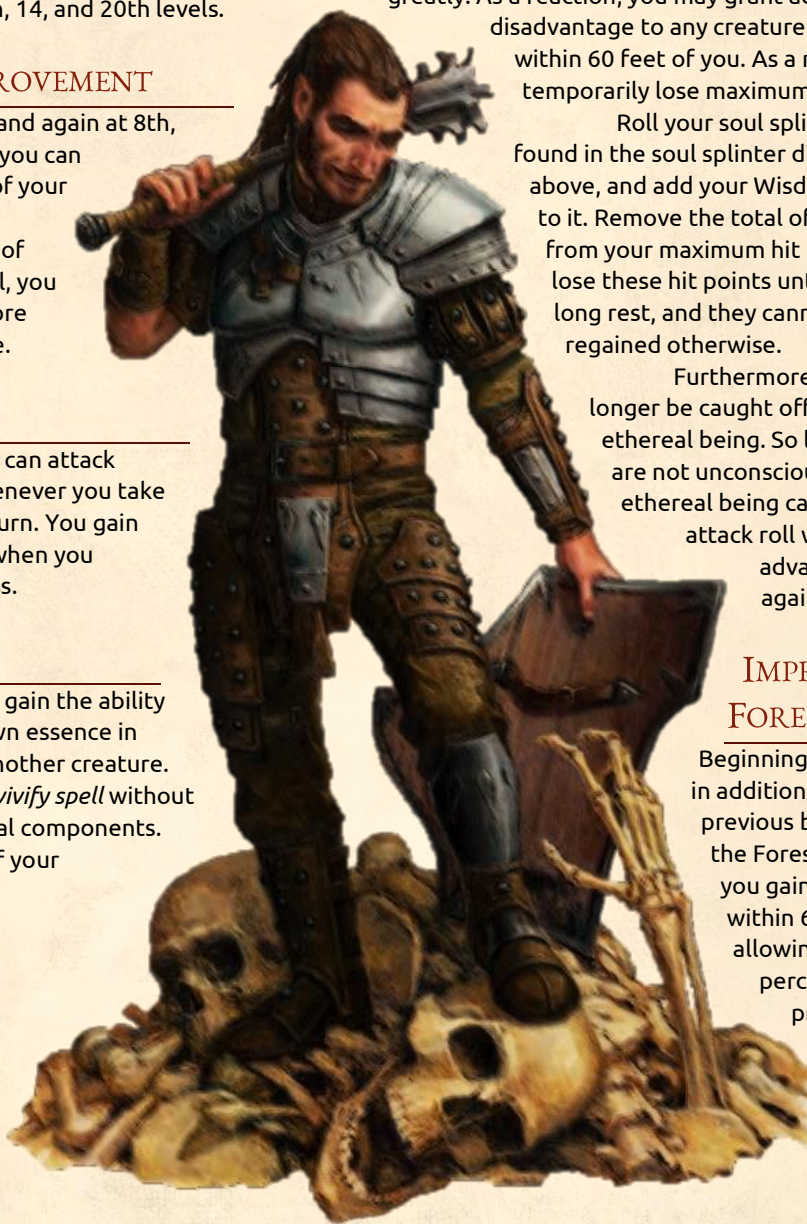 , 14, and 20th levels.
ROVEMENT
and again at 8th,
you can
of your
of
l, you
ore
e.
can attack
enever you take
urn. You gain
when you
s.
gain the ability
wn essence in
nother creature.
vivify spell without
al components.
f your
greatly. As a reaction, you may grant ad
disadvantage to any creature
within 60 feet of you. As a r
temporarily lose maximum
Roll your soul spli
found in the soul splinter d
above, and add your Wisd
to it. Remove the total of
from your maximum hit
lose these hit points unt
long rest, and they cann
regained otherwise.
Furthermore
longer be caught off
ethereal being. So l
are not unconsciou
ethereal being ca
attack roll v
adva
agai
IMPR
FORE
Beginning
in addition
previous b
the Fores
you gain
within 6
allowin
perc
pr